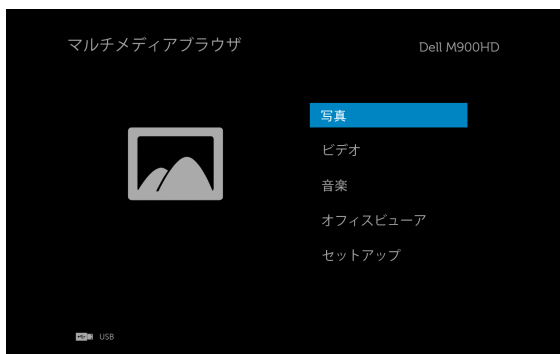 マルチメディアブラウザ
Dell M900HD
写真
ビデオ
音楽
オフィスビューア
セットアップ
USB